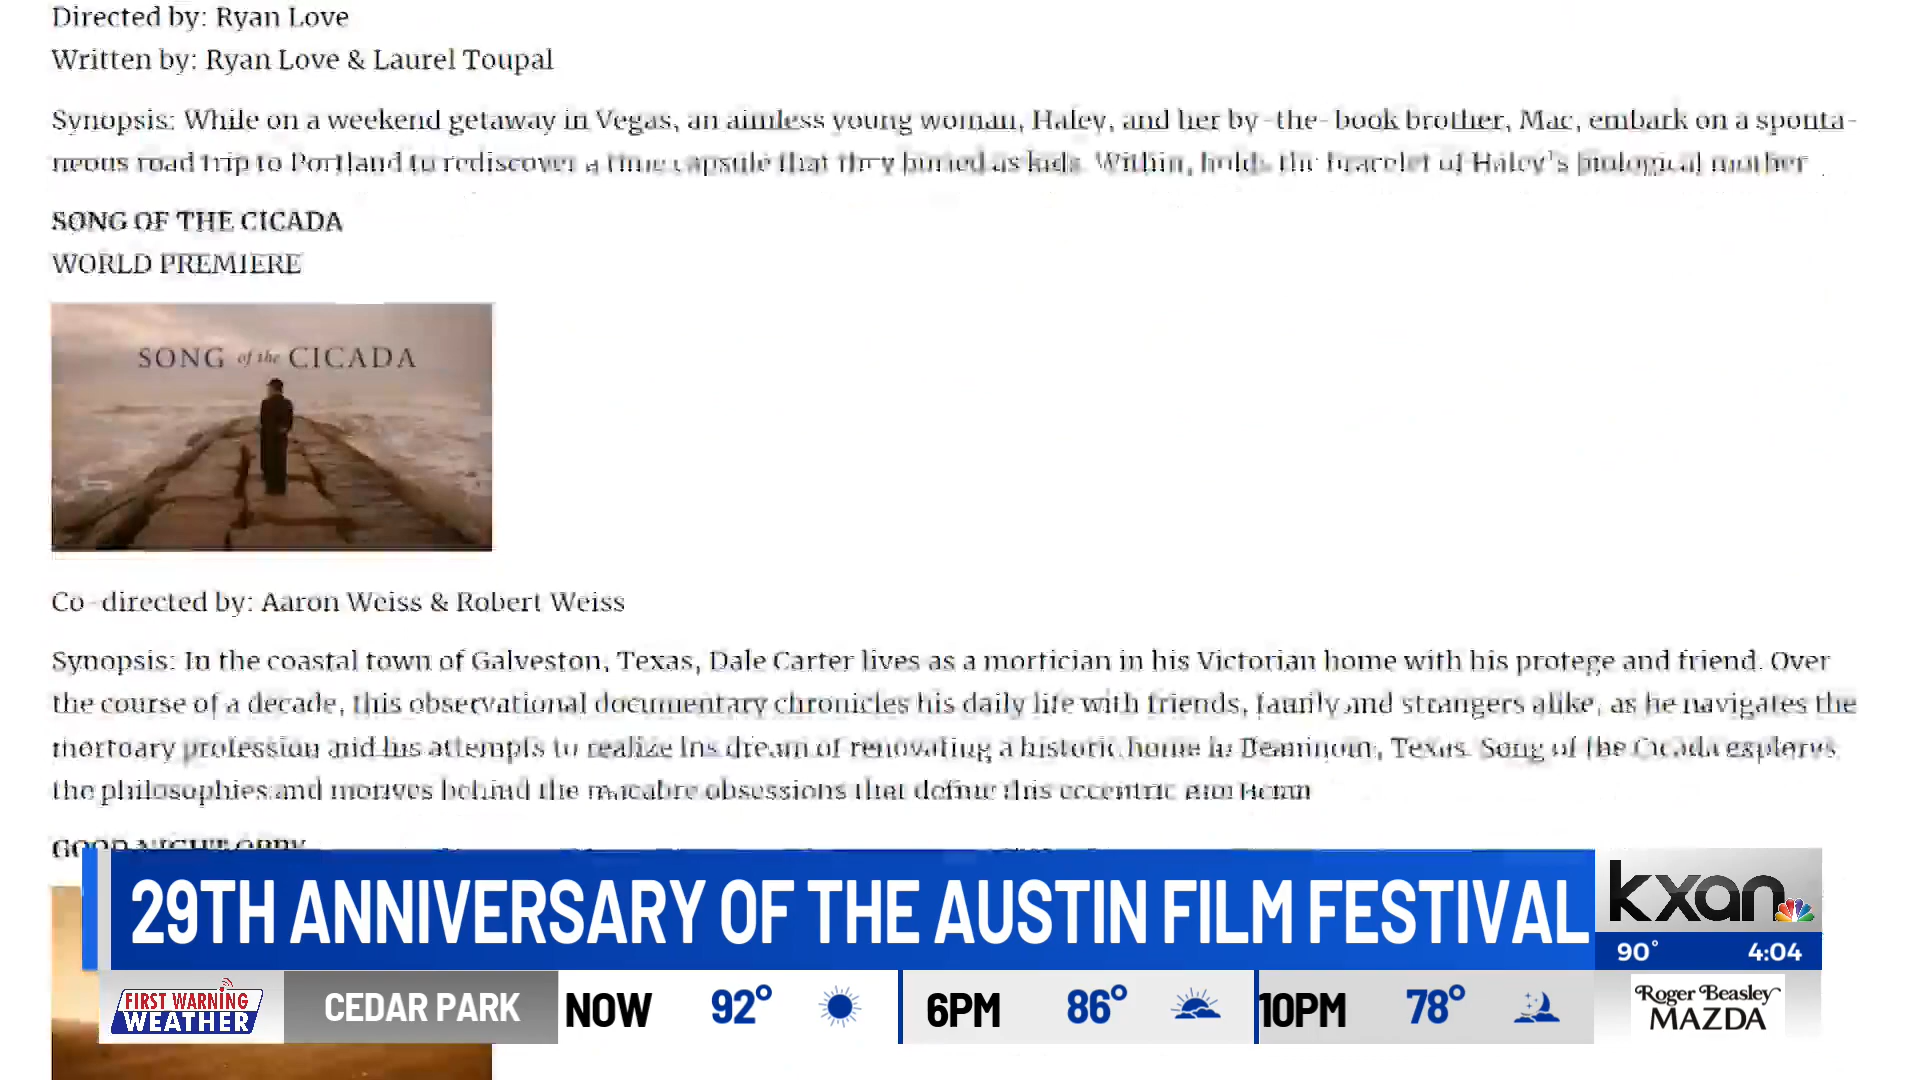 Directed by: Ryan Love
Written by: Ryan Love & Laurel Toupal
Synopsis: While on a weekend getaway in Vegas, an aimless young woman, Haley, and her by-the-book brother, Mac, embark on a sponta-
neous road trip to Portland to rediscover a time capsule that they buried as kids. Within, holds the bracelet of Haley's biological mother
SONG OF THE CICADA
WORLD PREMIERE
SONG of the CICADA
Co-directed by: Aaron Weiss & Robert Weiss
Synopsis: In the coastal town of Galveston, Texas, Dale Carter lives as a mortician in his Victorian home with his protege and friend. Over
the course of a decade, this observational documentary chronicles his daily life with friends, family and strangers alike, as he navigates the
mortuary profession and his attempts to realize his dream of renovating a historic home in Beaumont, Texas. Song of the Cicada explores
the philosophies and motives behind the macabre obsessions that define this eccentric
29TH ANNIVERSARY OF THE AUSTIN FILM FESTIVAL
kxan
90° 4:04
FIRST WARNING
WEATHER
CEDAR PARK NOW 92° 6PM 86° 10PM 78°
Roger Beasley
MAZDA